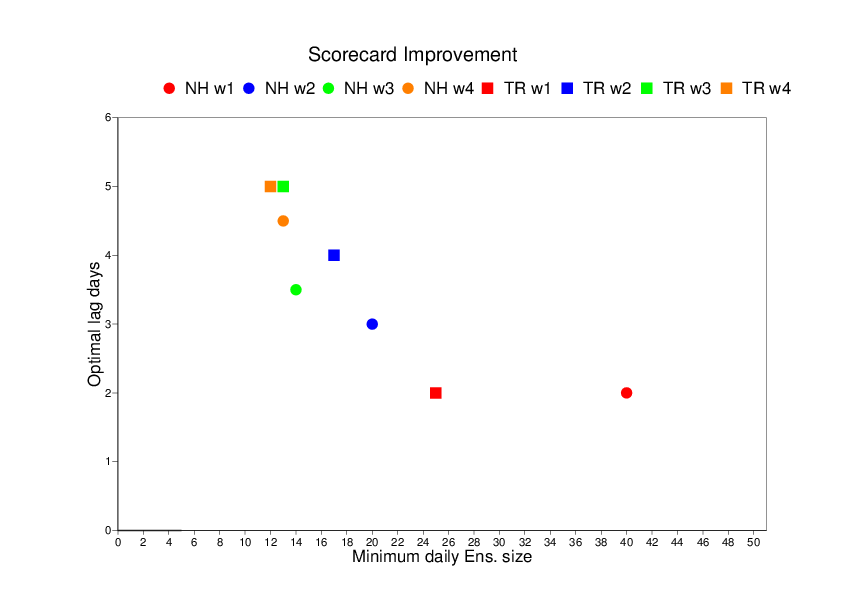 Scorecard Improvement
NH w1 NH w2 NH w3 NH w4 TR w1 TR w2 TR w3 TR w4
6
5
4
3
2
1
0
Optimal lag days
0 2 4 6 8 10 12 14 16 18 20 22 24 26 28 30 32 34 36 38 40 42 44 46 48 50
Minimum daily Ens. size